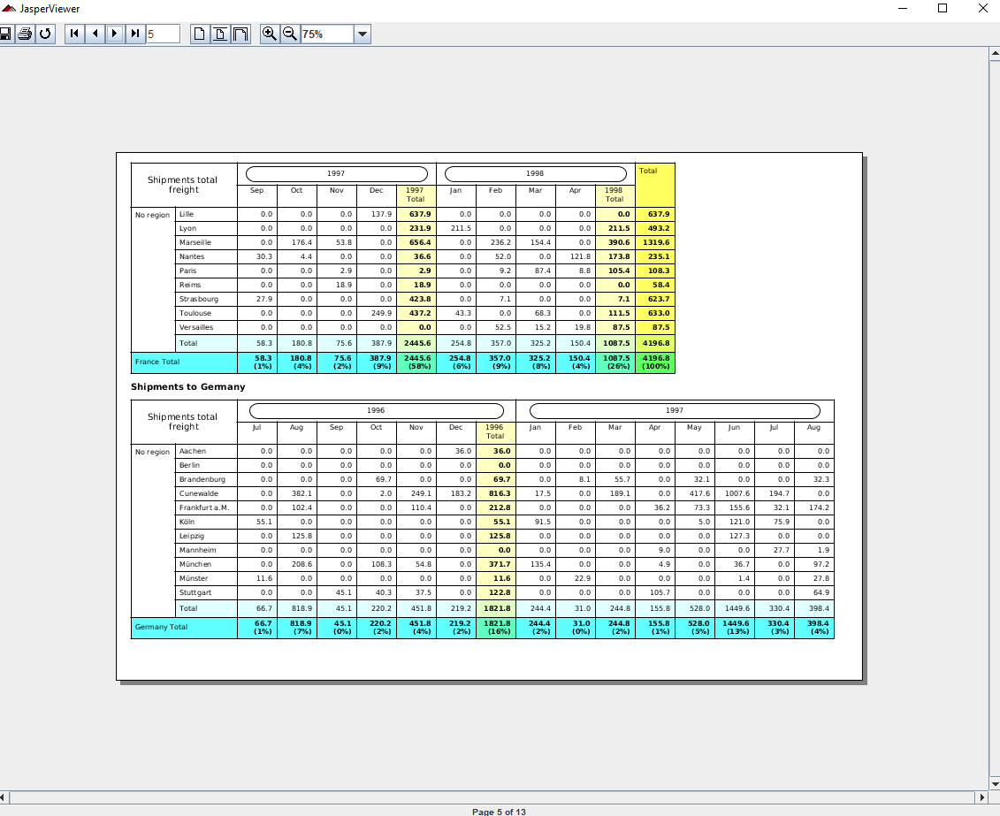 JasperViewer
5
75%
Shipments total freight 1997 1998 Total
Sep Oct Nov Dec 1997 Total Jan Feb Mar Apr 1998 Total
No region Lille 0.0 0.0 0.0 137.9 637.9 0.0 0.0 0.0 0.0 0.0 637.9
Lyon 0.0 0.0 0.0 0.0 231.9 211.5 0.0 0.0 0.0 211.5 493.2
Marseille 0.0 176.4 53.8 0.0 656.4 0.0 236.2 154.4 0.0 390.6 1319.6
Nantes 30.3 4.4 0.0 0.0 36.6 0.0 52.0 0.0 121.8 173.8 235.1
Paris 0.0 0.0 2.9 0.0 2.9 0.0 9.2 87.4 8.8 105.4 108.3
Reims 0.0 0.0 18.9 0.0 18.9 0.0 0.0 0.0 0.0 0.0 58.4
Strasbourg 27.9 0.0 0.0 0.0 423.8 0.0 7.1 0.0 0.0 7.1 623.7
Toulouse 0.0 0.0 0.0 249.9 437.2 43.3 0.0 68.3 0.0 111.5 633.0
Versailles 0.0 0.0 0.0 0.0 0.0 0.0 52.5 15.2 19.8 87.5 87.5
Total 58.3 180.8 75.6 387.9 2445.6 254.8 357.0 325.2 150.4 1087.5 4196.8
France Total 58.3 180.8 75.6 387.9 2445.6 254.8 357.0 325.2 150.4 1087.5 4196.8
(1%) (4%) (2%) (9%) (58%) (6%) (9%) (8%) (4%) (26%) (100%)
Shipments to Germany
Shipments total freight 1996 1997
Jul Aug Sep Oct Nov Dec 1996 Total Jan Feb Mar Apr May Jun Jul Aug
No region Aachen 0.0 0.0 0.0 0.0 0.0 36.0 36.0 0.0 0.0 0.0 0.0 0.0 0.0 0.0 0.0
Berlin 0.0 0.0 0.0 0.0 0.0 0.0 0.0 0.0 0.0 0.0 0.0 0.0 0.0 0.0 0.0
Brandenburg 0.0 0.0 0.0 69.7 0.0 0.0 69.7 0.0 8.1 55.7 0.0 32.1 0.0 0.0 32.3
Cunewalde 0.0 382.1 0.0 2.0 249.1 183.2 816.3 17.5 0.0 189.1 0.0 417.6 1007.6 194.7 0.0
Frankfurt a.M. 0.0 102.4 0.0 0.0 110.4 0.0 212.8 0.0 0.0 0.0 36.2 73.3 155.6 32.1 174.2
Köln 55.1 0.0 0.0 0.0 0.0 0.0 55.1 91.5 0.0 0.0 0.0 5.0 121.0 75.9 0.0
Leipzig 0.0 125.8 0.0 0.0 0.0 0.0 125.8 0.0 0.0 0.0 0.0 0.0 127.3 0.0 0.0
Mannheim 0.0 0.0 0.0 0.0 0.0 0.0 0.0 0.0 0.0 0.0 9.0 0.0 0.0 27.7 1.9
München 0.0 208.6 0.0 108.3 54.8 0.0 371.7 135.4 0.0 0.0 4.9 0.0 36.7 0.0 97.2
Münster 11.6 0.0 0.0 0.0 0.0 0.0 11.6 0.0 22.9 0.0 0.0 0.0 1.4 0.0 27.8
Stuttgart 0.0 0.0 45.1 40.3 37.5 0.0 122.8 0.0 0.0 0.0 105.7 0.0 0.0 0.0 64.9
Total 66.7 818.9 45.1 220.2 451.8 219.2 1821.8 244.4 31.0 244.8 155.8 528.0 1449.6 330.4 398.4
Germany Total 66.7 818.9 45.1 220.2 451.8 219.2 1821.8 244.4 31.0 244.8 155.8 528.0 1449.6 330.4 398.4
(1%) (7%) (0%) (2%) (4%) (2%) (16%) (2%) (0%) (2%) (1%) (5%) (13%) (3%) (4%)
Page 5 of 13